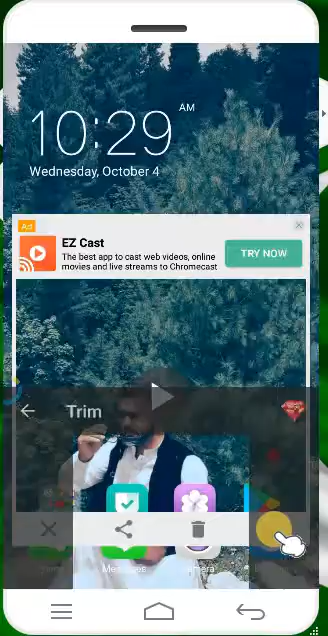 AM
10:29
Wednesday, October 4
Ad
EZ Cast
The best app to cast web videos, online
movies and live streams to Chromecast
TRY NOW
Trim